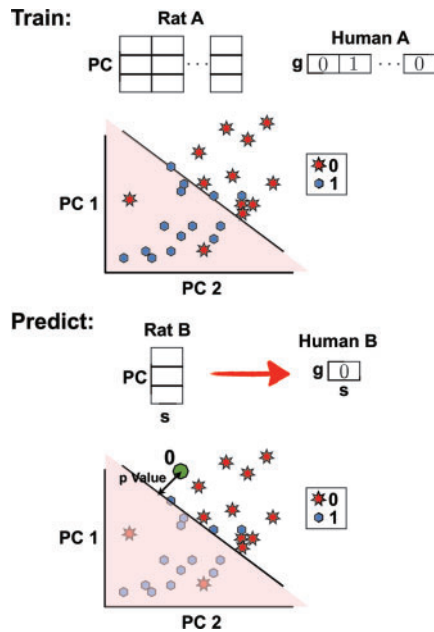 Train:
Rat A
Human A
PC
...
g 0 1 ... 0
PC 1
0
1
PC 2
Predict:
Rat B
Human B
PC
g 0
s
s
0
p Value
0
1
PC 1
PC 2